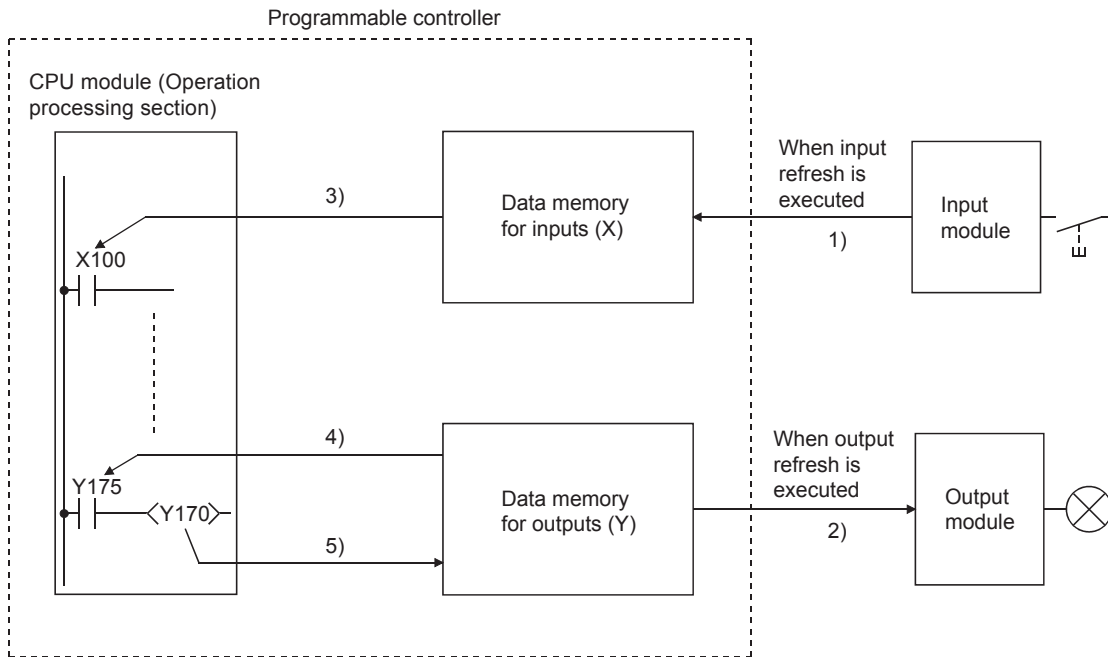 Programmable controller
CPU module (Operation
processing section)
3)
X100
Data memory
for inputs (X)
When input
refresh is
executed
1)
Input
module
4)
Y175
Y170
5)
Data memory
for outputs (Y)
When output
refresh is
executed
2)
Output
module